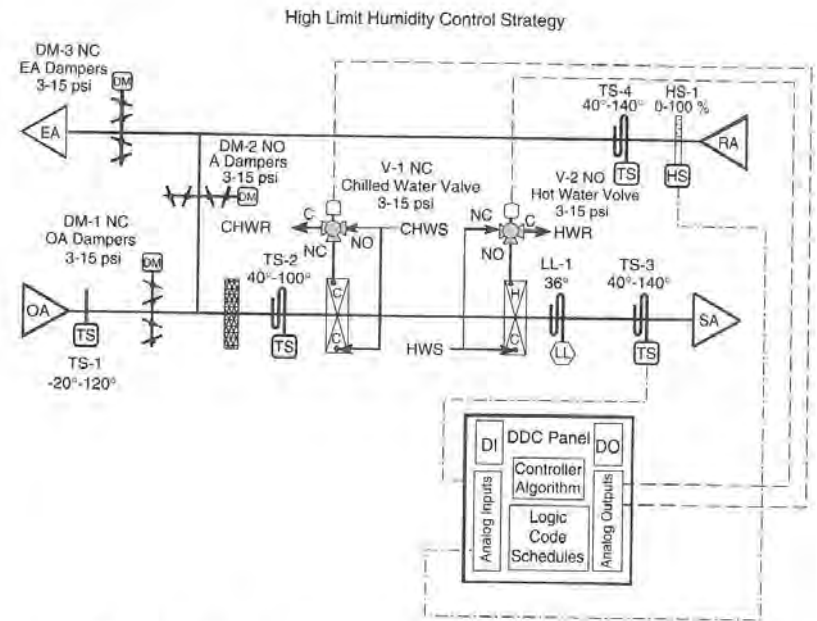 High Limit Humidity Control Strategy
DM-3 NC
EA Dampers
3-15 psi
DM
EA
DM-2 NO
A Dampers
3-15 psi
DM
TS-4
40°-140°
TS
HS-1
0-100 %
HS
RA
V-1 NC
Chilled Water Valve
3-15 psi
V-2 NO
Hot Water Volve
3-15 psi
CHWR
C
NC
NO
CHWS
NC
C
NO
HWR
DM-1 NC
OA Dampers
3-15 psi
DM
OA
TS
TS-1
-20°-120°
TS-2
40°-100°
TS
C
C
HWS
H
C
LL-1
36°
LL
TS-3
40°-140°
TS
SA
DI
DDC Panel
DO
Controller
Algorithm
Analog Inputs
Logic
Code
Schedules
Analog Outputs